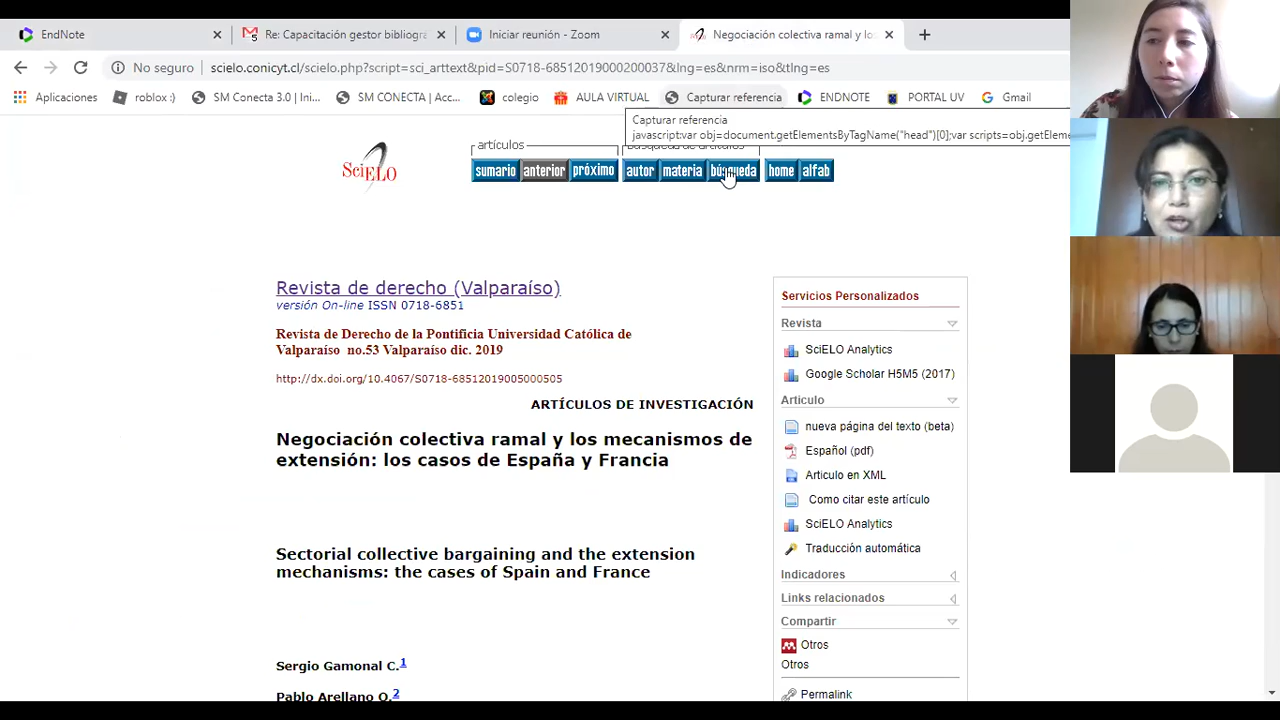 EndNote
Re: Capacitación gestor bibliogra
Iniciar reunión - Zoom
Negociación colectiva ramal y lo
No seguro
scielo.conicyt.cl/scielo.php?script=sci_arttext&pid=S0718-68512019000200037&lng=es&nrm=iso&tlng=es
Aplicaciones
roblox :)
SM Conecta 3.0 | Ini...
SM CONECTA | Acc...
colegio
AULA VIRTUAL
Capturar referencia
ENDNOTE
PORTAL UV
Gmail
Capturar referencia
javascript:var obj=document.getElementsByTagName("head")[0];var scripts=obj.getEleme
artículos
búsqueda de artículos
SciELO
sumario
anterior
próximo
autor
materia
búsqueda
home
alfab
Revista de derecho (Valparaíso)
versión On-line ISSN 0718-6851
Revista de Derecho de la Pontificia Universidad Católica de
Valparaíso no.53 Valparaíso dic. 2019
http://dx.doi.org/10.4067/S0718-68512019005000505
ARTÍCULOS DE INVESTIGACIÓN
Negociación colectiva ramal y los mecanismos de
extensión: los casos de España y Francia
Sectorial collective bargaining and the extension
mechanisms: the cases of Spain and France
Sergio Gamonal C.1
Pablo Arellano O.2
Servicios Personalizados
Revista
SciELO Analytics
Google Scholar H5M5 (2017)
Articulo
nueva página del texto (beta)
Español (pdf)
Articulo en XML
Como citar este artículo
SciELO Analytics
Traducción automática
Indicadores
Links relacionados
Compartir
Otros
Otros
Permalink